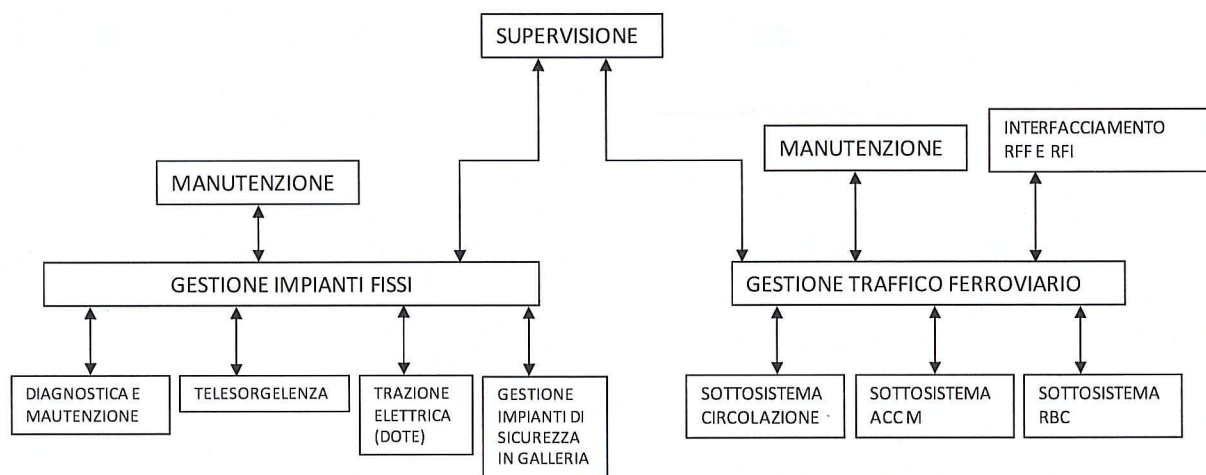 SUPERVISIONE
MANUTENZIONE
MANUTENZIONE
INTERFACCIAMENTO
RFF E RFI
GESTIONE IMPIANTI FISSI
GESTIONE TRAFFICO FERROVIARIO
DIAGNOSTICA E
MAUTENZIONE
TELESORGELENZA
TRAZIONE
ELETTRICA
(DOTE)
GESTIONE
IMPIANTI DI
SICUREZZA
IN GALLERIA
SOTTOSISTEMA
CIRCOLAZIONE
SOTTOSISTEMA
ACCM
SOTTOSISTEMA
RBC